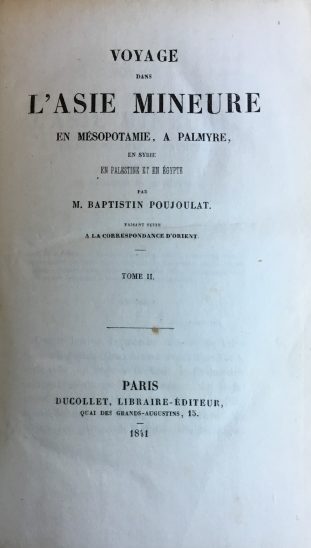 VOYAGE
DANS
L'ASIE MINEURE
EN MÉSOPOTAMIE, A PALMYRE,
EN SYRIE
EN PALESTINE ET EN ÉGYPTE
PAR
M. BAPTISTIN POUJOULAT.
FAISANT SUITE
A LA CORRESPONDANCE D'ORIENT
TOME II.
PARIS
DUCOLLET, LIBRAIRE-ÉDITEUR,
QUAI DES GRANDS-AUGUSTINS, 15.
1841